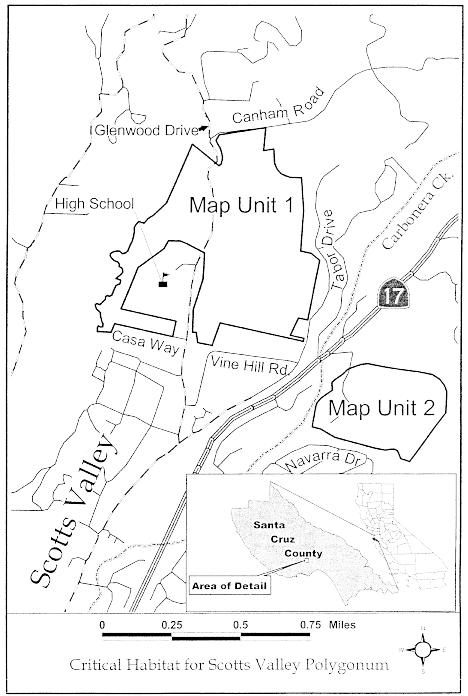 Canham Road
Glenwood Drive
High School
Map Unit 1
Tabor Drive
Carbonera Ck.
17
Casa Way
Vine Hill Rd.
Map Unit 2
Scotts Valley
Navarra Dr.
Santa
Cruz
County
Area of Detail
0 0.25 0.5 0.75 Miles
N
W E
S
Critical Habitat for Scotts Valley Polygonum